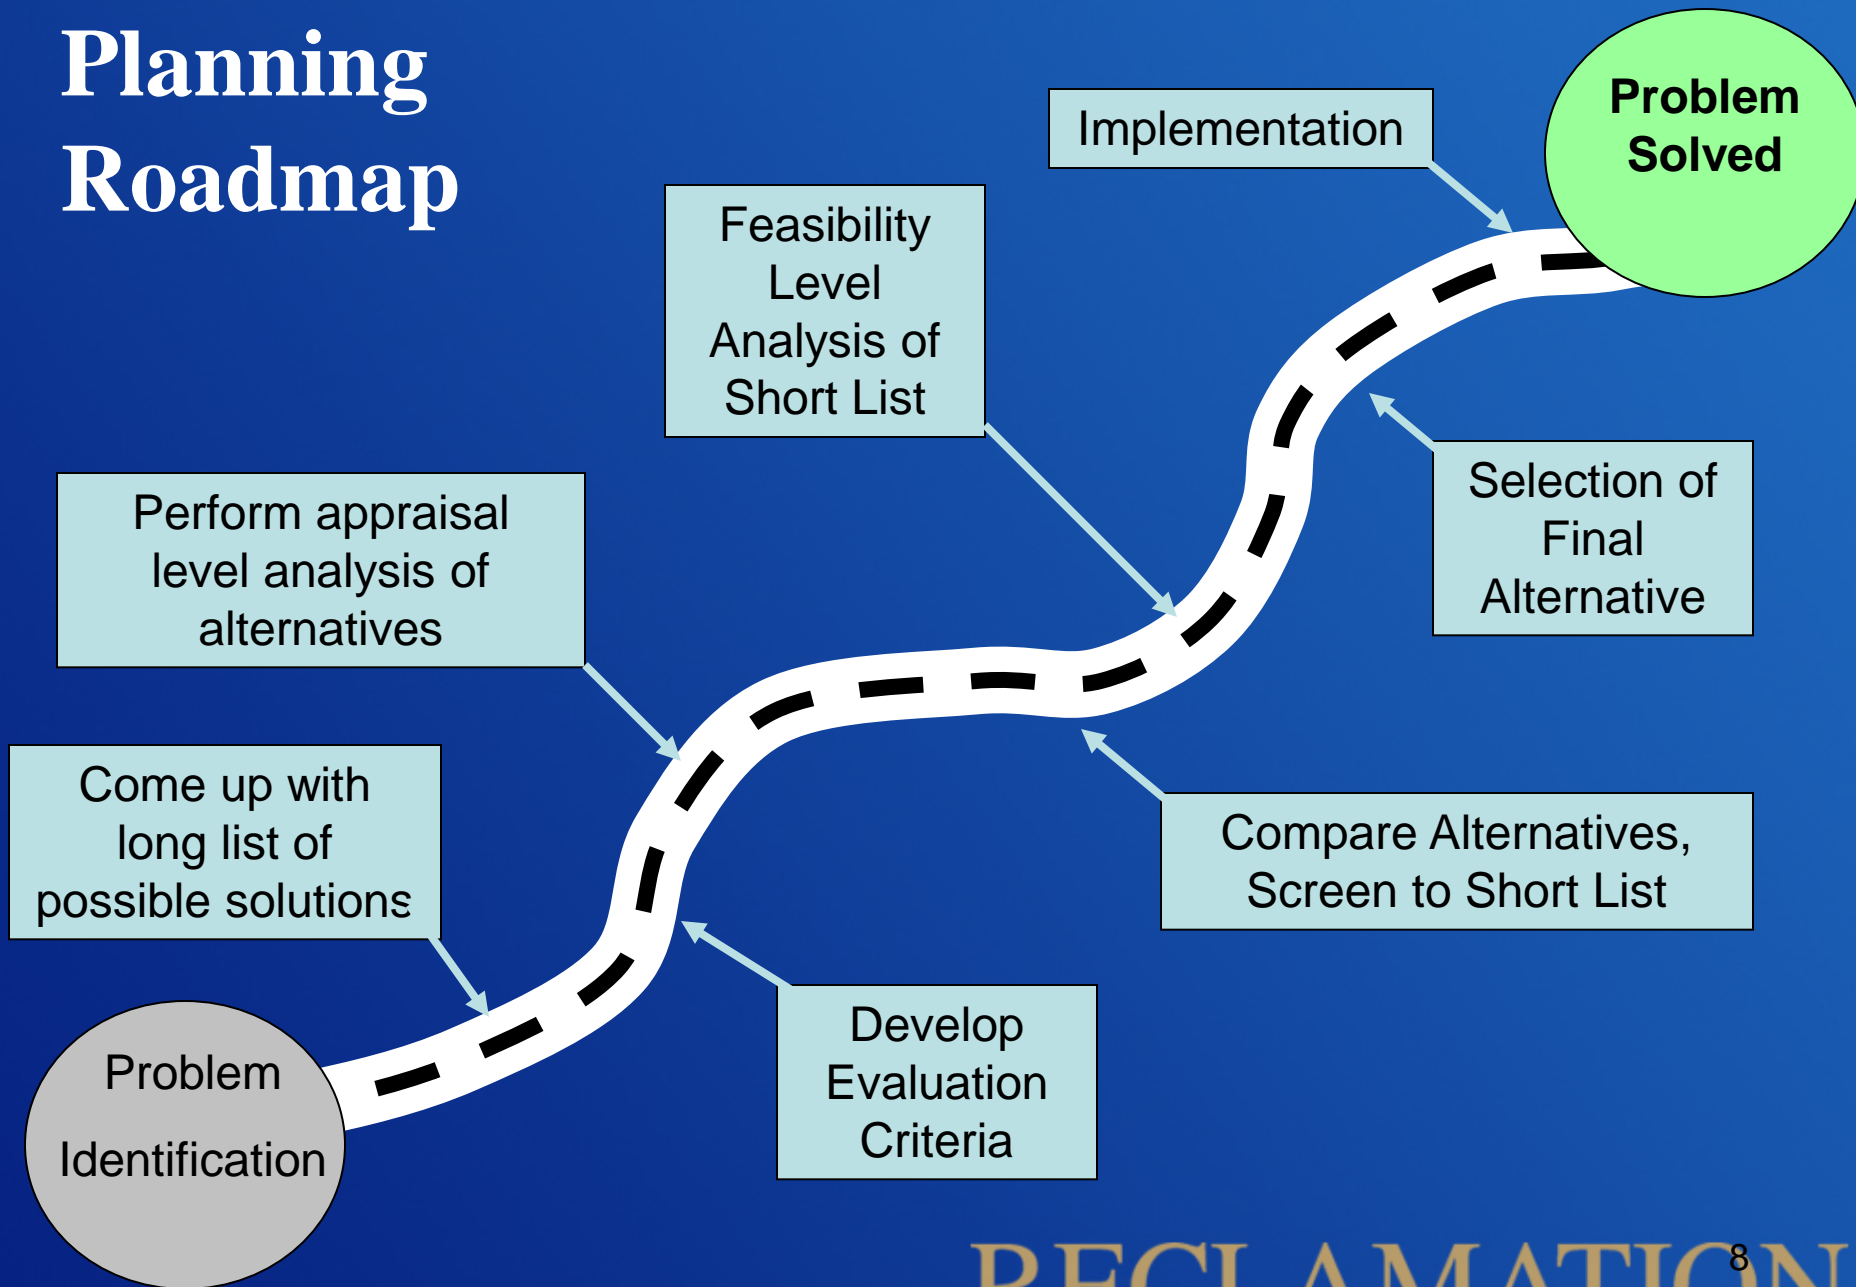 Planning
Roadmap
Implementation
Problem
Solved
Feasibility
Level
Analysis of
Short List
Selection of
Final
Alternative
Perform appraisal
level analysis of
alternatives
Come up with
long list of
possible solutions
Compare Alternatives,
Screen to Short List
Develop
Evaluation
Criteria
Problem
Identification
RECLAMATION
8